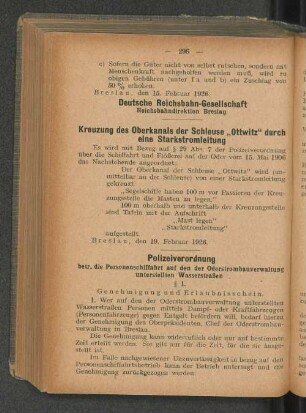 — 236 —
c) Sofern die Güter nicht von selbst rutschen, sondern mit
Menschenkraft nachgeholfen werden muß, wird zu
obigen Gebühren (unter I a und b) ein Zuschlag von
50 % erhoben.
Breslau, den 15. Februar 1926.
Deutsche Reichsbahn-Gesellschaft
Reichsbahndirektion Breslau
Kreuzung des Oberkanals der Schleuse „Ottwitz" durch
eine Starkstromleitung
Es wird mit Bezug auf § 29 Abs. 7 der Polizeiverordnung
über die Schiffahrt und Flößerei auf der Oder vom 15. Mai 1906
das Nachstehende angeordnet:
Der Oberkanal der Schleuse „Ottwitz" wird (un-
mittelbar an der Schleuse) von einer Starkstromleitung
gekreuzt.
„Segelschiffe haben 100 m vor Passieren der Kreu-
zungsstelle die Masten zu legen."
100 m oberhalb und unterhalb der Kreuzungsstelle
sind Tafeln mit der Aufschrift
„Mast legen"
„Starkstromleitung"
aufgestellt.
Breslau, den 19. Februar 1926.
Polizeiverordnung
betr. die Personenschiffahrt auf den der Oderstrombauverwaltung
unterstellten Wasserstraßen
§ 1.
Genehmigung und Erlaubnisschein.
1. Wer auf den der Oderstrombauverwaltung unterstellten
Wasserstraßen Personen mittels Dampf- oder Kraftfahrzeugen
(Personenfahrzeugen) gegen Entgelt befördern will, bedarf hierzu
der Genehmigung des Oberpräsidenten, Chef der Oderstrombau-
verwaltung in Breslau.
Die Genehmigung kann widerruflich oder nur auf bestimmte
Zeit erteilt werden. Sie gilt nur für die Zeit, für die sie ausge-
stellt ist.
Im Falle nachgewiesener Unzuverlässigkeit in bezug auf den
Personenschiffahrtsbetrieb kann der Betrieb untersagt und die
Genehmigung zurückgezogen werden.